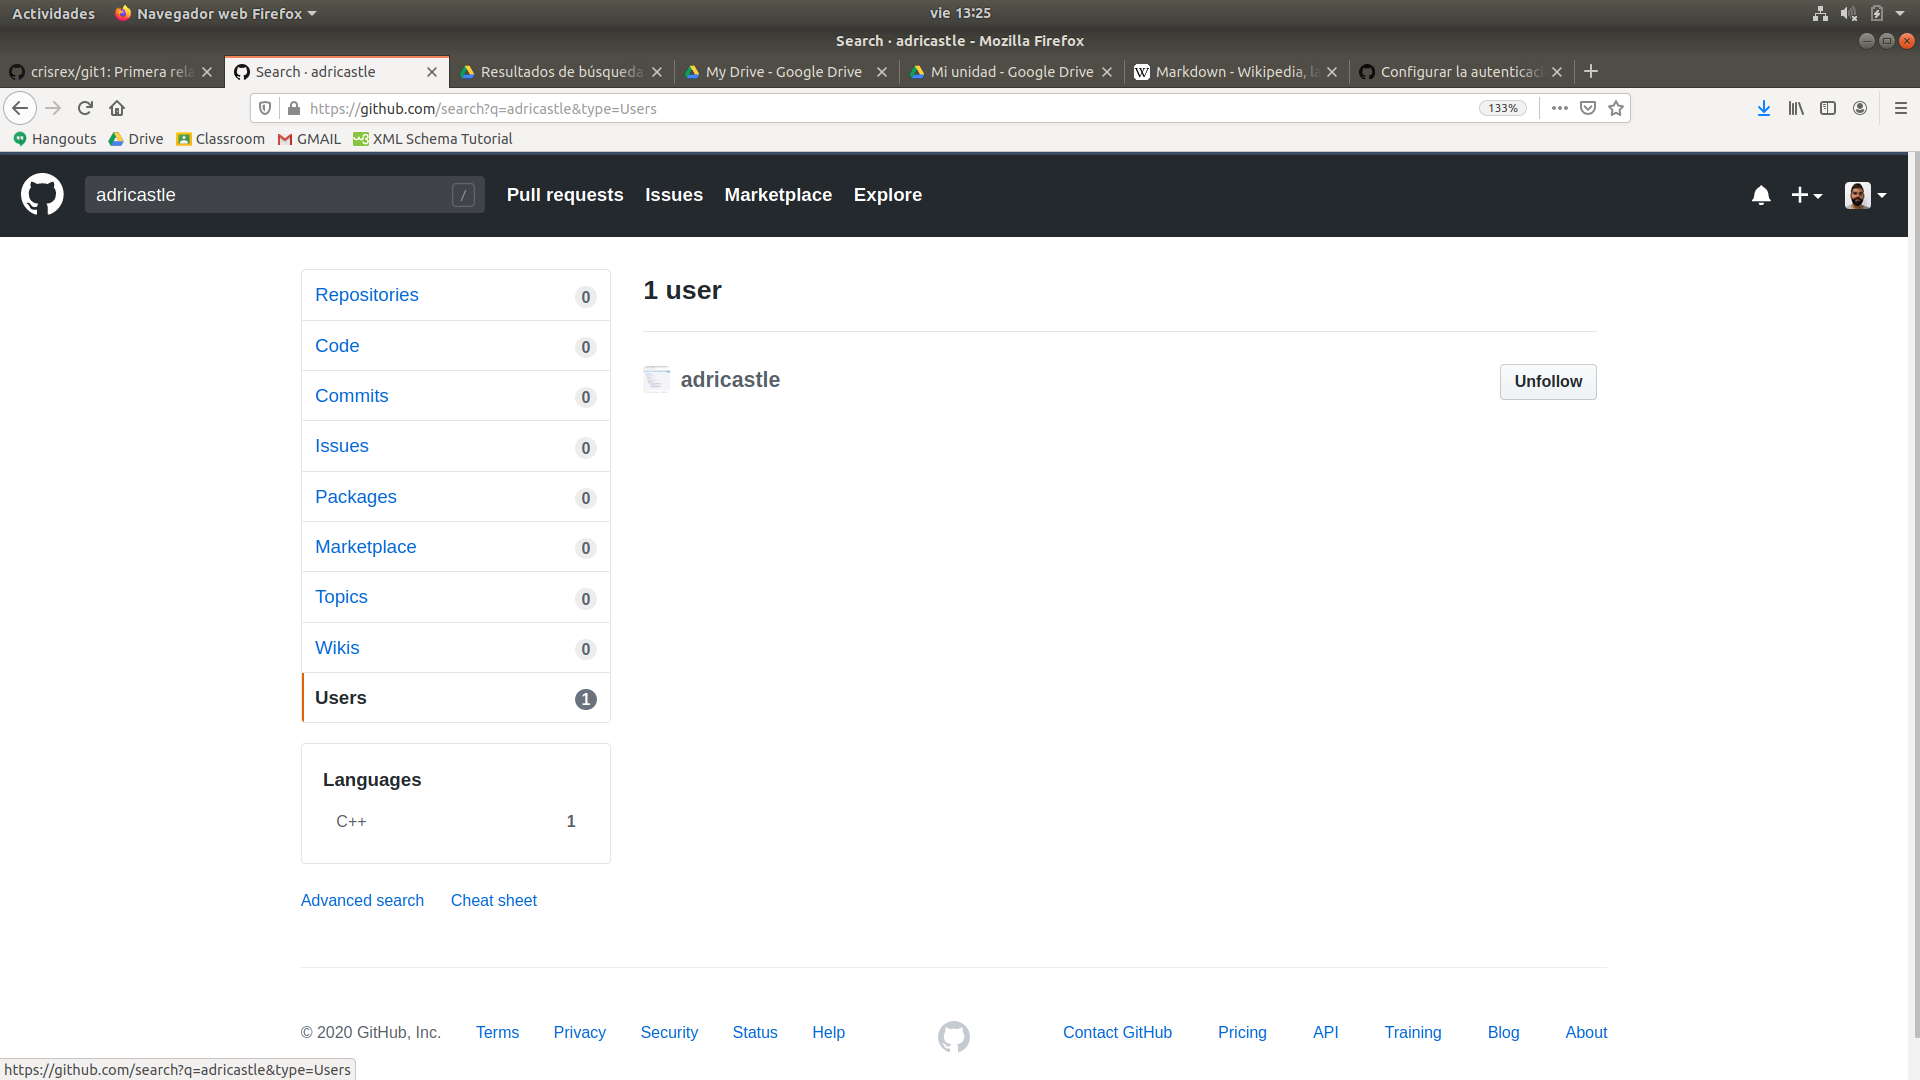 Actividades Navegador web Firefox vie 13:25
Search · adricastle - Mozilla Firefox
crisrex/git1: Primera rela Search · adricastle Resultados de búsqueda My Drive - Google Drive Mi unidad - Google Drive Markdown - Wikipedia, la Configurar la autenticaci
https://github.com/search?q=adricastle&type=Users 133%
Hangouts Drive Classroom GMAIL XML Schema Tutorial
adricastle / Pull requests Issues Marketplace Explore
Repositories 0
Code 0
Commits 0
Issues 0
Packages 0
Marketplace 0
Topics 0
Wikis 0
Users 1
1 user
adricastle Unfollow
Languages
C++ 1
Advanced search Cheat sheet
© 2020 GitHub, Inc. Terms Privacy Security Status Help Contact GitHub Pricing API Training Blog About
https://github.com/search?q=adricastle&type=Users